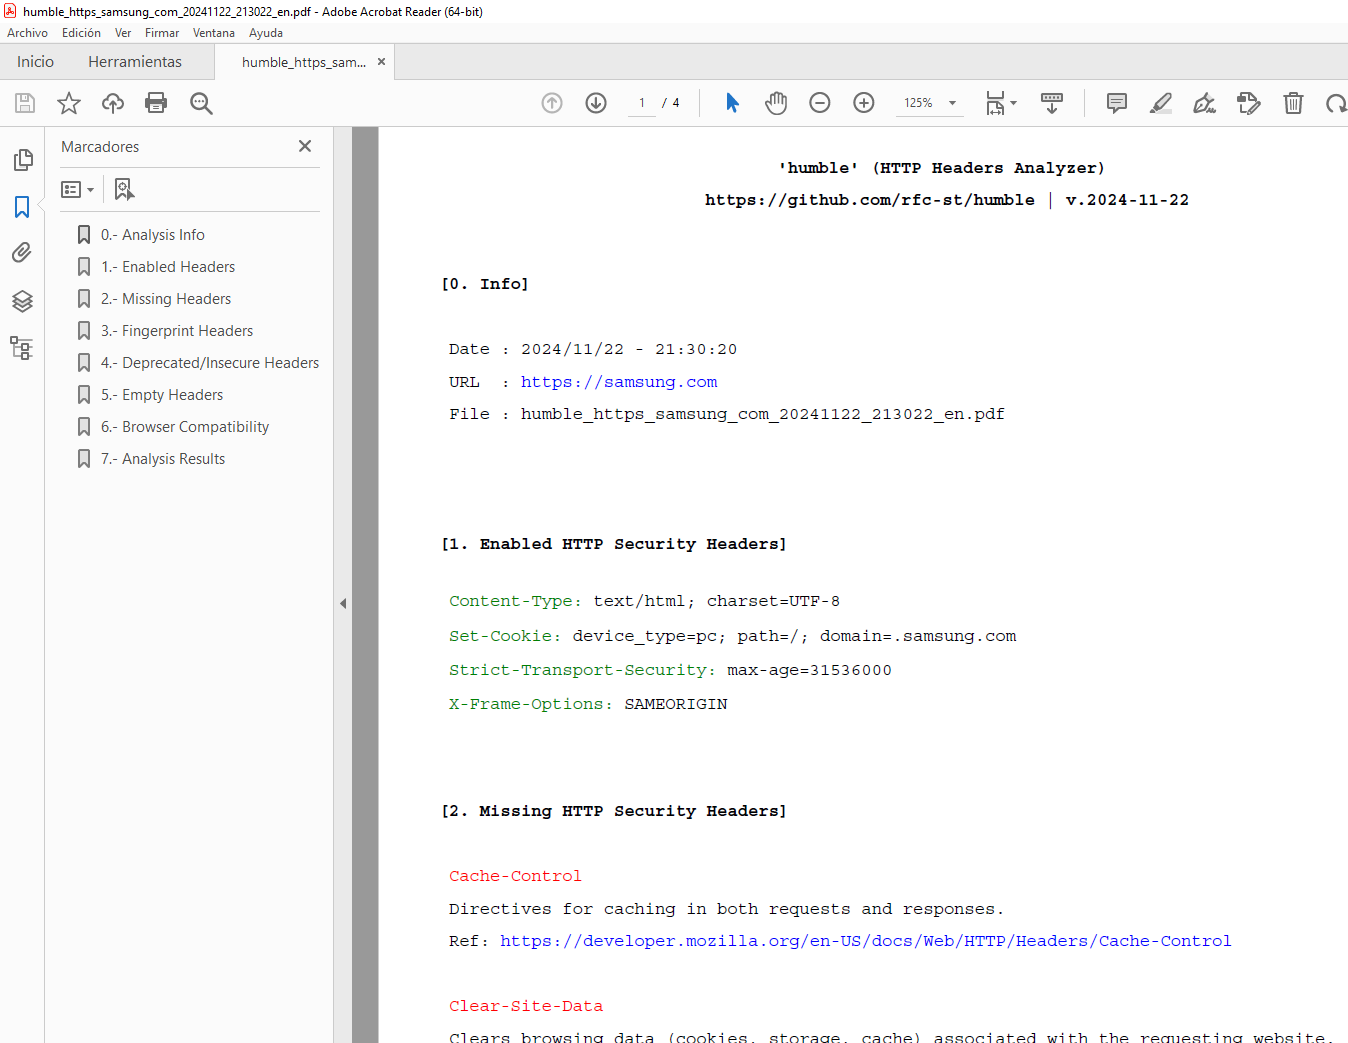 humble_https_samsung_com_20241122_213022_en.pdf - Adobe Acrobat Reader (64-bit)
Archivo Edición Ver Firmar Ventana Ayuda
Inicio Herramientas humble_https_sam... ×
1 / 4 125%
Marcadores
0.- Analysis Info
1.- Enabled Headers
2.- Missing Headers
3.- Fingerprint Headers
4.- Deprecated/Insecure Headers
5.- Empty Headers
6.- Browser Compatibility
7.- Analysis Results
'humble' (HTTP Headers Analyzer)
https://github.com/rfc-st/humble | v.2024-11-22
[0. Info]
Date : 2024/11/22 - 21:30:20
URL  : https://samsung.com
File : humble_https_samsung_com_20241122_213022_en.pdf
[1. Enabled HTTP Security Headers]
Content-Type: text/html; charset=UTF-8
Set-Cookie: device_type=pc; path=/; domain=.samsung.com
Strict-Transport-Security: max-age=31536000
X-Frame-Options: SAMEORIGIN
[2. Missing HTTP Security Headers]
Cache-Control
Directives for caching in both requests and responses.
Ref: https://developer.mozilla.org/en-US/docs/Web/HTTP/Headers/Cache-Control
Clear-Site-Data
Clears browsing data (cookies, storage, cache) associated with the requesting website.